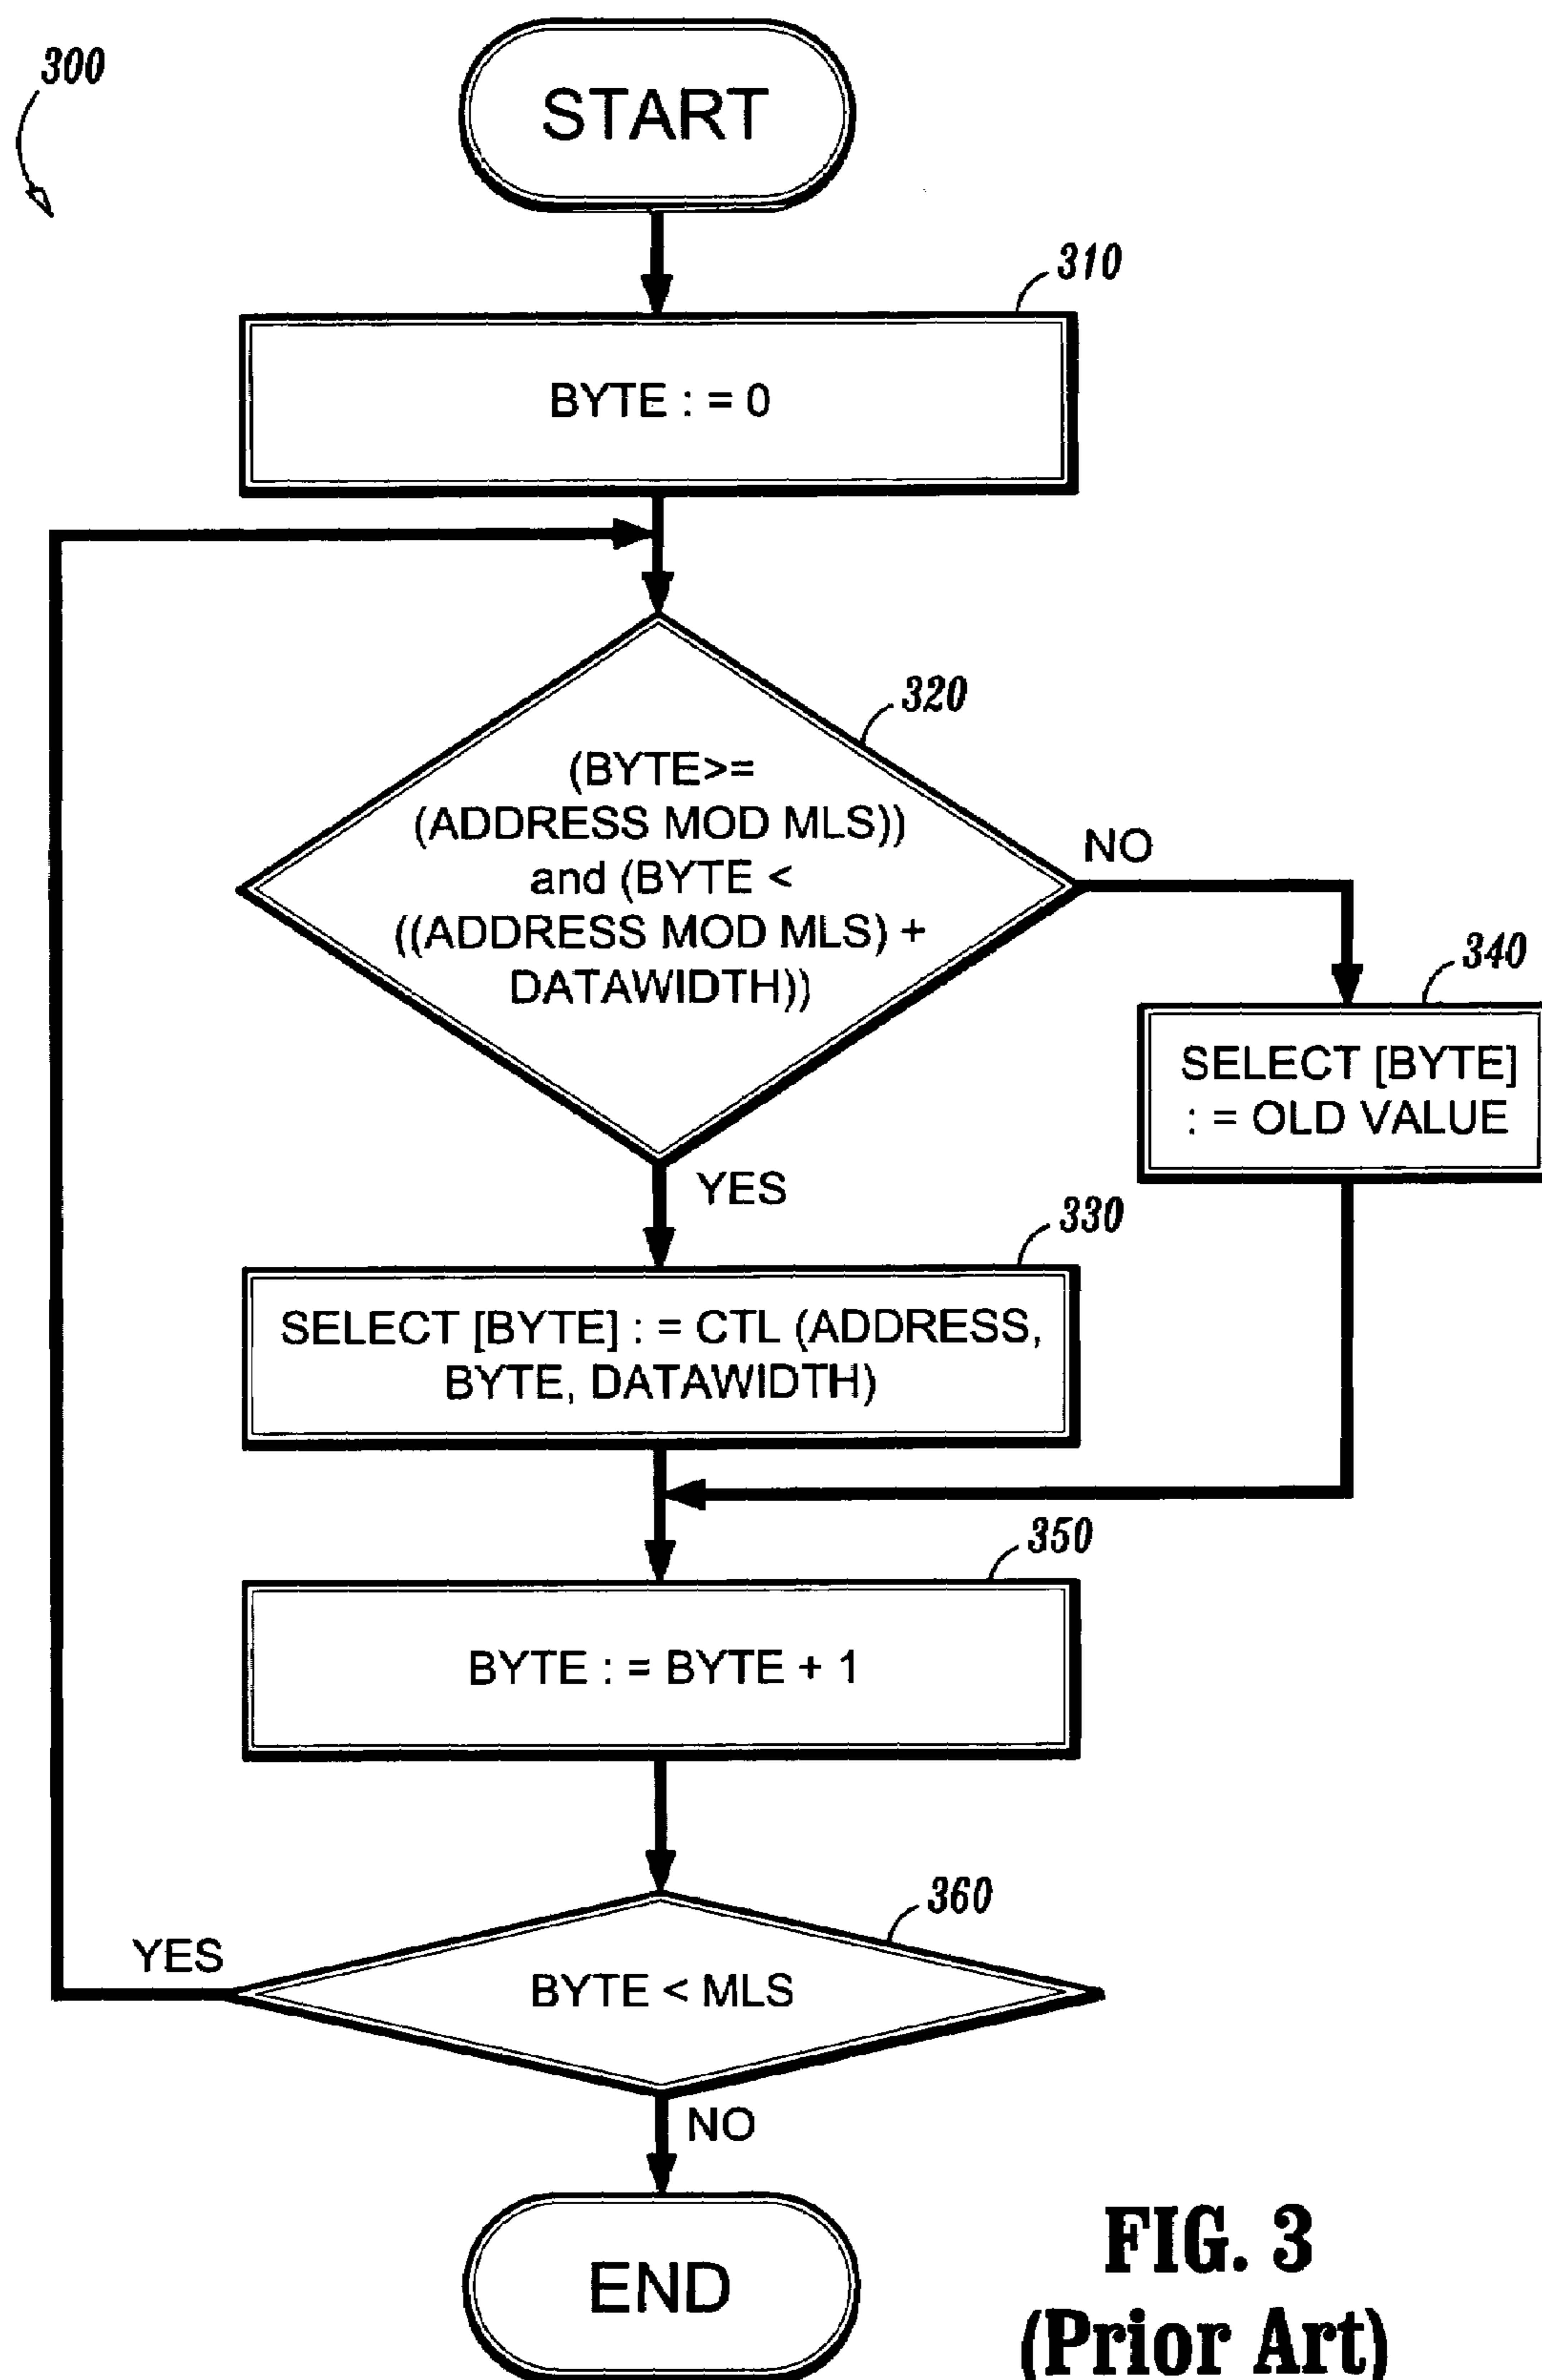 300
START
310
BYTE : = 0
320
(BYTE>=
(ADDRESS MOD MLS))
and (BYTE <
((ADDRESS MOD MLS) +
DATAWIDTH))
NO
340
SELECT [BYTE]
: = OLD VALUE
YES
330
SELECT [BYTE] : = CTL (ADDRESS,
BYTE, DATAWIDTH)
350
BYTE : = BYTE + 1
360
YES
BYTE < MLS
NO
END
FIG. 3
(Prior Art)